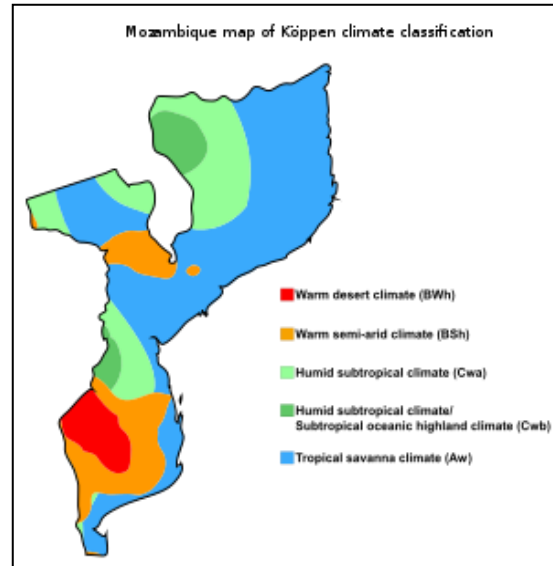 Mozambique map of Köppen climate classification
Warm desert climate (BWh)
Warm semi-arid climate (BSh)
Humid subtropical climate (Cwa)
Humid subtropical climate/
Subtropical oceanic highland climate (Cwb)
Tropical savanna climate (Aw)